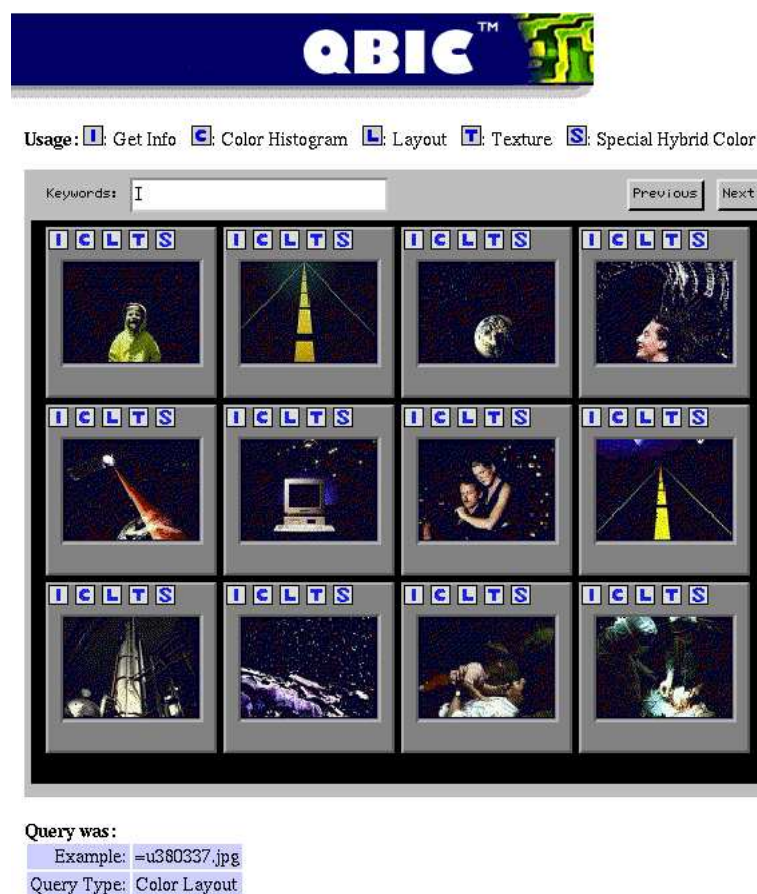 QBIC™
Usage: I: Get Info C: Color Histogram L: Layout T: Texture S: Special Hybrid Color
Keywords: Previous Next
I C L T S I C L T S I C L T S I C L T S
I C L T S I C L T S I C L T S I C L T S
I C L T S I C L T S I C L T S I C L T S
Query was:
Example: =u380337.jpg
Query Type: Color Layout